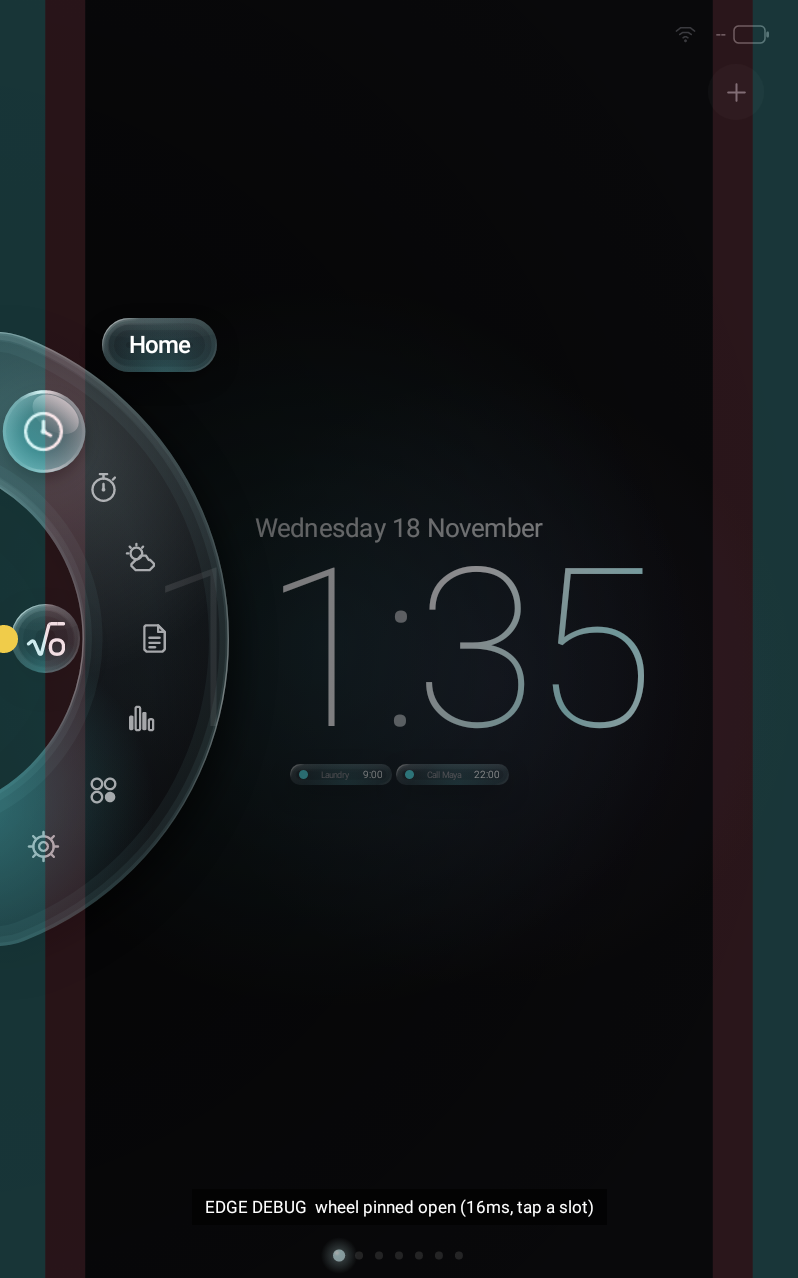 --
Home
Wednesday 18 November
1:35
Laundry 9:00 Call Maya 22:00
EDGE DEBUG wheel pinned open (16ms, tap a slot)